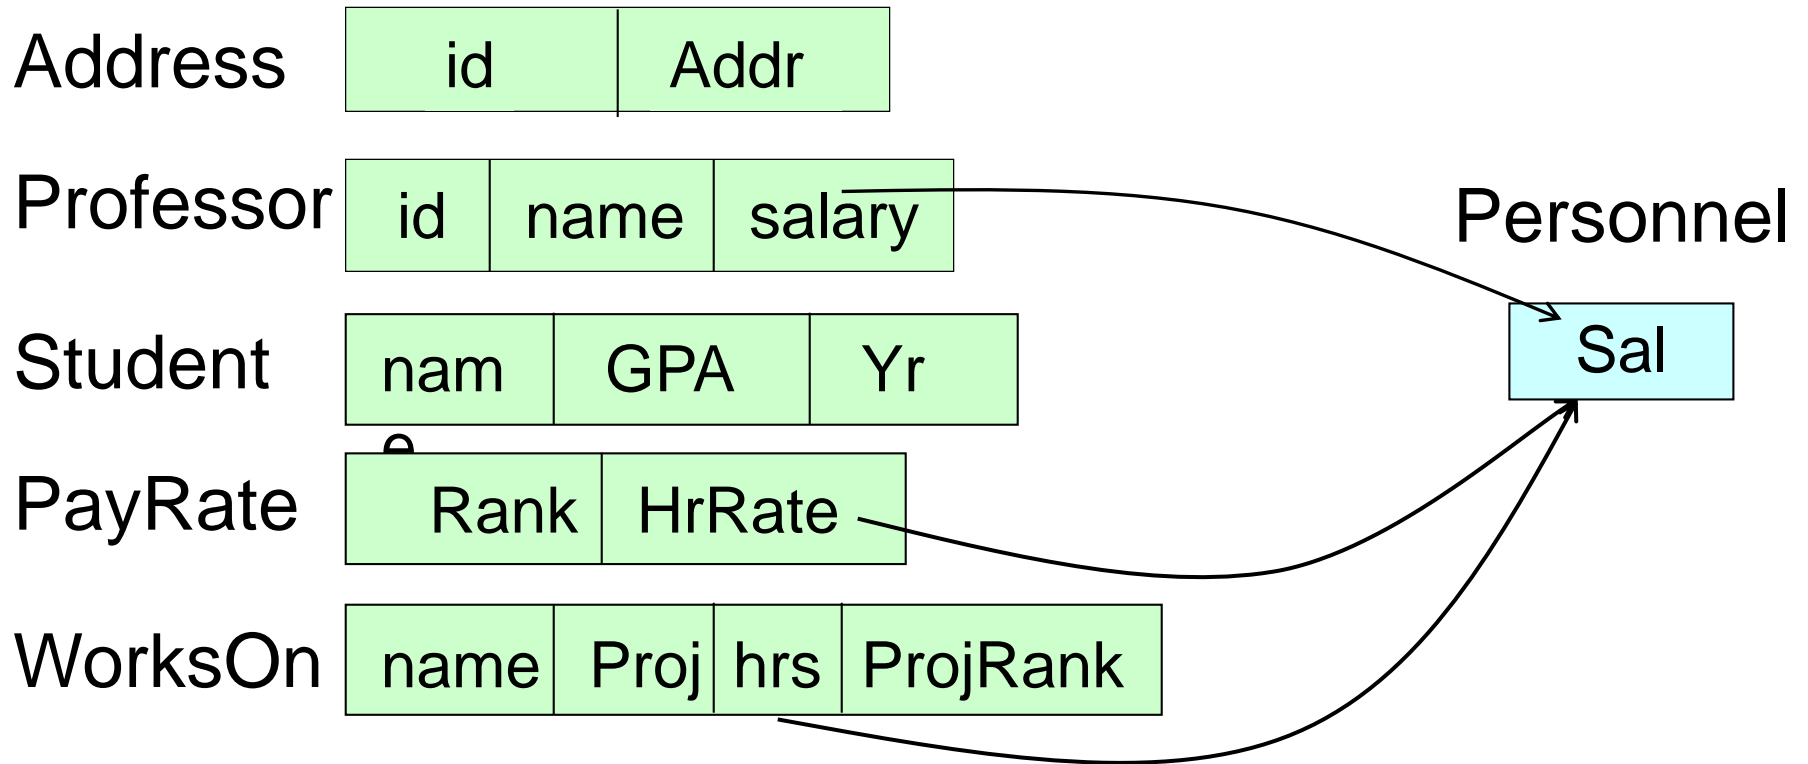 Address id Addr
Professor id name salary Personnel
Student nam GPA Yr Sal
e
PayRate Rank HrRate
WorksOn name Proj hrs ProjRank